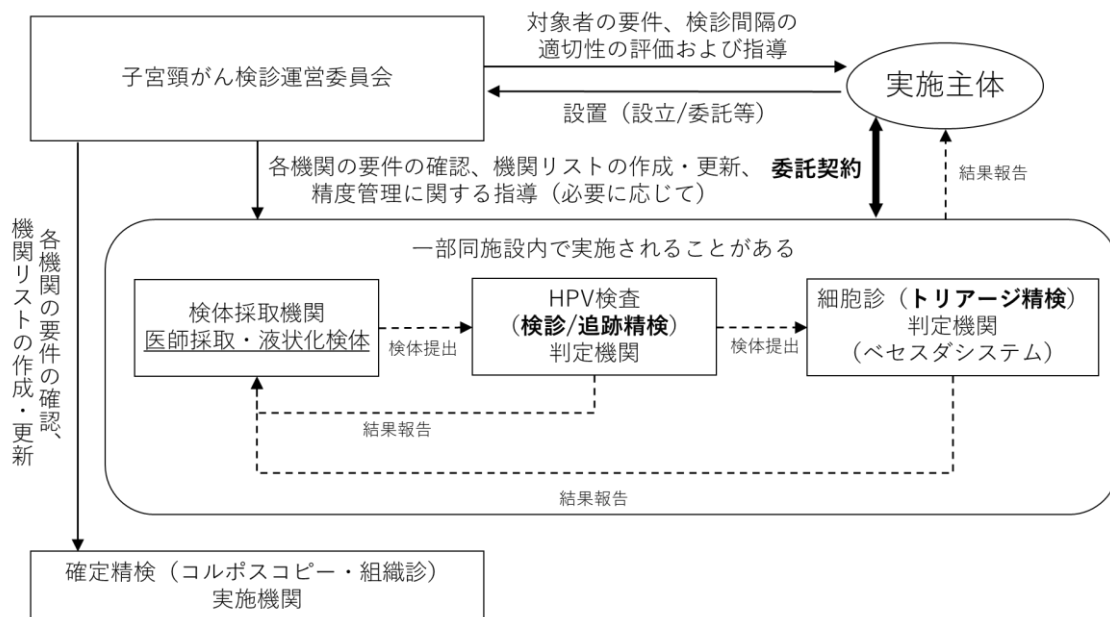 対象者の要件、検診間隔の
適切性の評価および指導
子宮頸がん検診運営委員会
実施主体
設置（設立/委託等）
各機関の要件の確認、機関リストの作成・更新、
精度管理に関する指導（必要に応じて）
委託契約
結果報告
各機関の要件の確認、
機関リストの作成・更新
一部同施設内で実施されることがある
検体採取機関
医師採取・液状化検体
検体提出
HPV検査
（検診/追跡精検）
判定機関
検体提出
細胞診（トリアージ精検）
判定機関
（ベセスダシステム）
結果報告
結果報告
確定精検（コルポスコピー・組織診）
実施機関